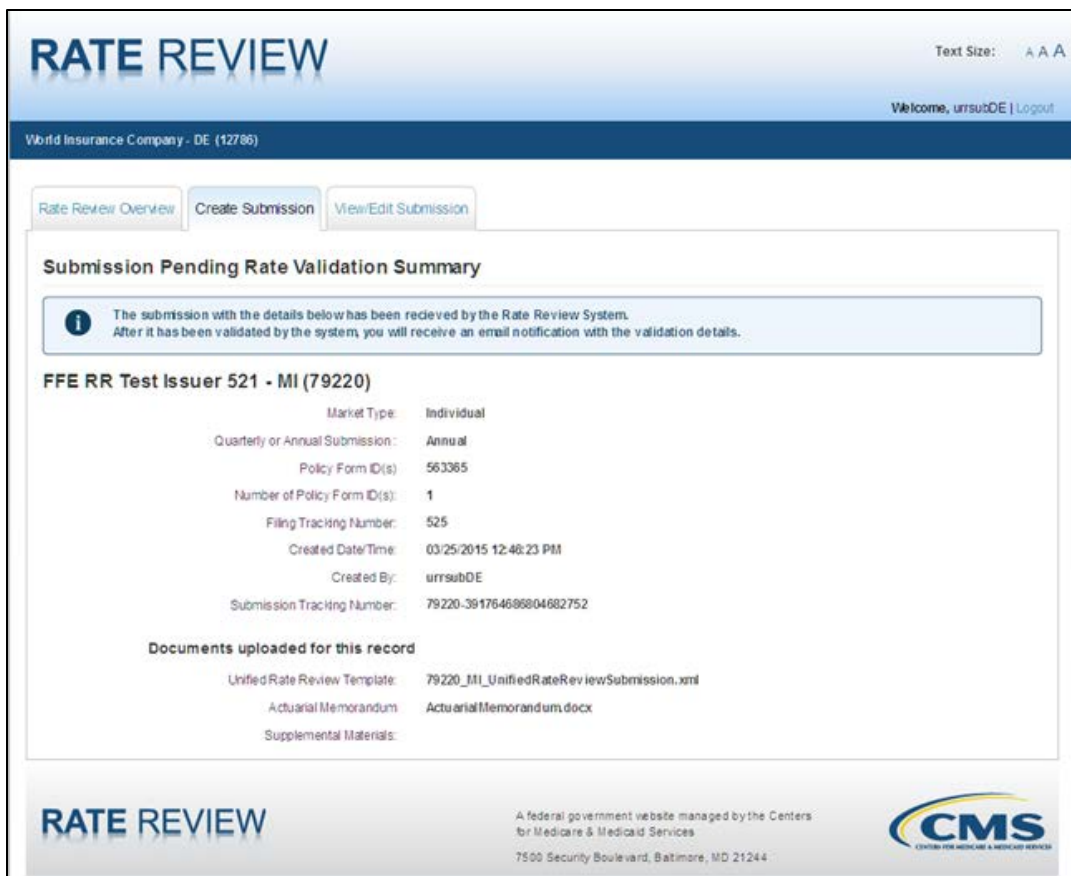 RATE REVIEW
Text Size: A A A
Welcome, urrsubDE | Logout
World Insurance Company - DE (12786)
Rate Review Overview Create Submission View/Edit Submission
Submission Pending Rate Validation Summary
The submission with the details below has been recieved by the Rate Review System.
After it has been validated by the system, you will receive an email notification with the validation details.
FFE RR Test Issuer 521 - MI (79220)
Market Type: Individual
Quarterly or Annual Submission : Annual
Policy Form ID(s) 563365
Number of Policy Form ID(s): 1
Filing Tracking Number: 525
Created Date/Time: 03/25/2015 12:46:23 PM
Created By: urrsubDE
Submission Tracking Number: 79220-391764686804682752
Documents uploaded for this record
Unified Rate Review Template: 79220_MI_UnifiedRateReviewSubmission.xml
Actuarial Memorandum ActuarialMemorandum.docx
Supplemental Materials:
RATE REVIEW
A federal government website managed by the Centers
for Medicare & Medicaid Services
7500 Security Boulevard, Baltimore, MD 21244
CMS
CENTERS FOR MEDICARE & MEDICAID SERVICES